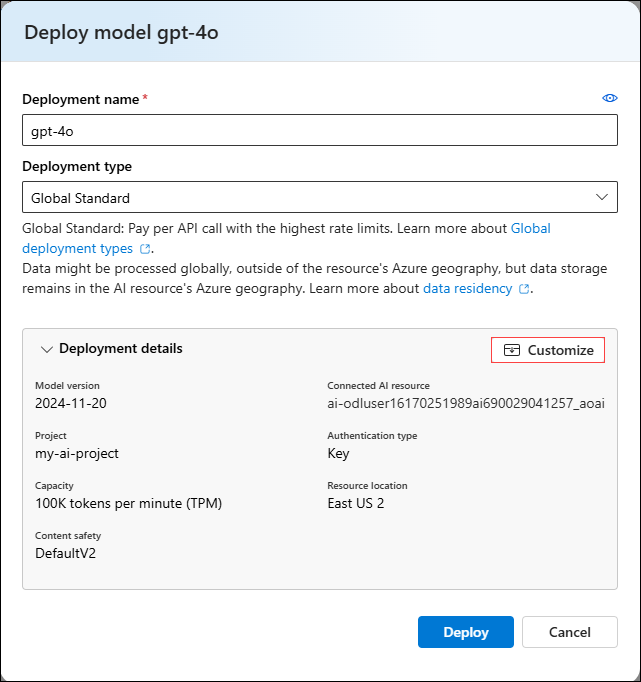 Deploy model gpt-4o
Deployment name *
gpt-4o
Deployment type
Global Standard
Global Standard: Pay per API call with the highest rate limits. Learn more about Global
deployment types .
Data might be processed globally, outside of the resource's Azure geography, but data storage
remains in the AI resource's Azure geography. Learn more about data residency .
Deployment details
Customize
Model version
2024-11-20
Connected AI resource
ai-odluser16170251989ai690029041257_aoai
Project
my-ai-project
Authentication type
Key
Capacity
100K tokens per minute (TPM)
Resource location
East US 2
Content safety
DefaultV2
Deploy
Cancel